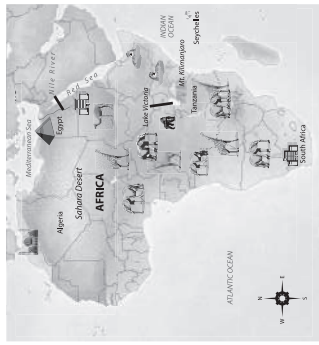 Mediterranean Sea
Nile River
Red Sea
Egypt
Algeria
Sahara Desert
AFRICA
INDIAN
OCEAN
Seychelles
Mt. Kilimanjaro
Lake Victoria
Tanzania
South Africa
ATLANTIC OCEAN
N
E
S
W